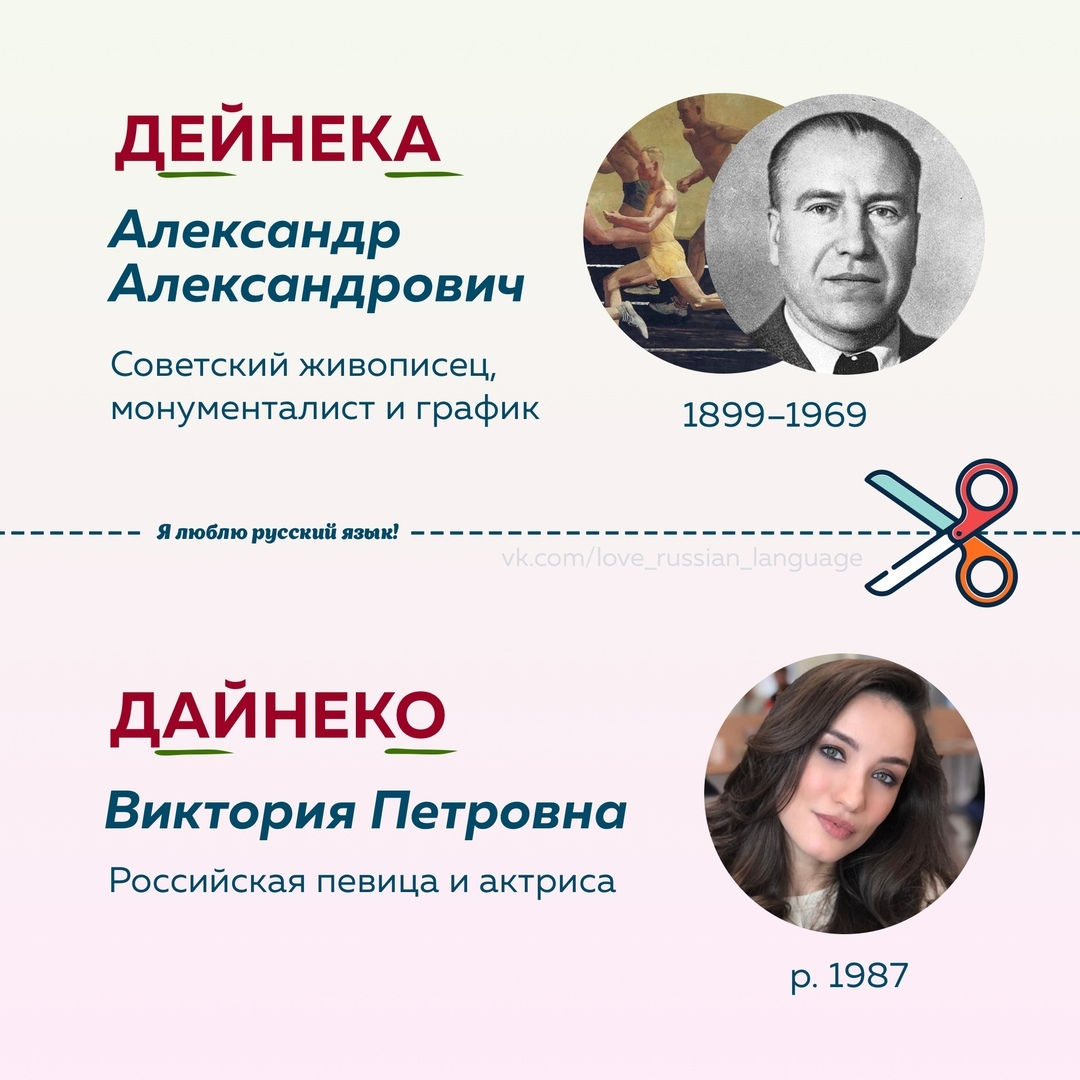 ДЕЙНЕКА
Александр
Александрович
Советский живописец,
монументалист и график
1899–1969
Я люблю русский язык!
vk.com/love_russian_language
ДАЙНЕКО
Виктория Петровна
Российская певица и актриса
р. 1987